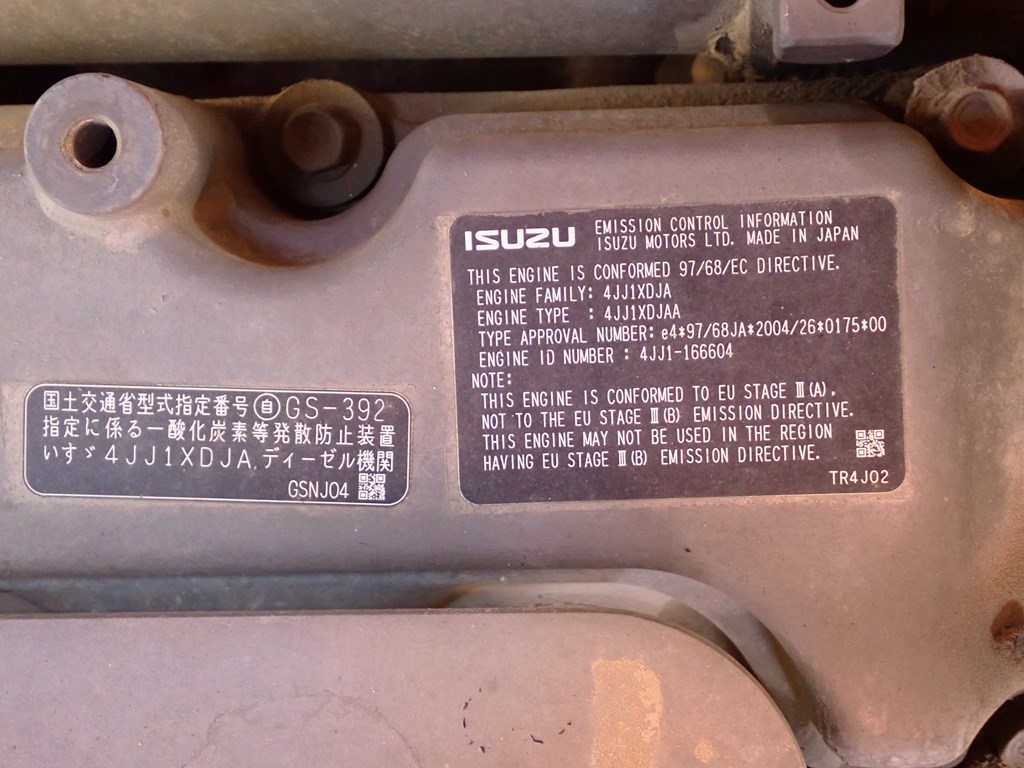 国土交通省型式指定番号自GS-392
指定に係る一酸化炭素等発散防止装置
いすゞ4JJ1XDJA.ディーゼル機関
GSNJ04
ISUZU
EMISSION CONTROL INFORMATION
ISUZU MOTORS LTD. MADE IN JAPAN
THIS ENGINE IS CONFORMED 97/68/EC DIRECTIVE.
ENGINE FAMILY: 4JJ1XDJA
ENGINE TYPE : 4JJ1XDJAA
TYPE APPROVAL NUMBER: e4*97/68JA*2004/26*0175*00
ENGINE ID NUMBER : 4JJ1-166604
NOTE:
THIS ENGINE IS CONFORMED TO EU STAGE Ⅲ(A),
NOT TO THE EU STAGE Ⅲ(B) EMISSION DIRECTIVE.
THIS ENGINE MAY NOT BE USED IN THE REGION
HAVING EU STAGE Ⅲ(B) EMISSION DIRECTIVE.
TR4J02